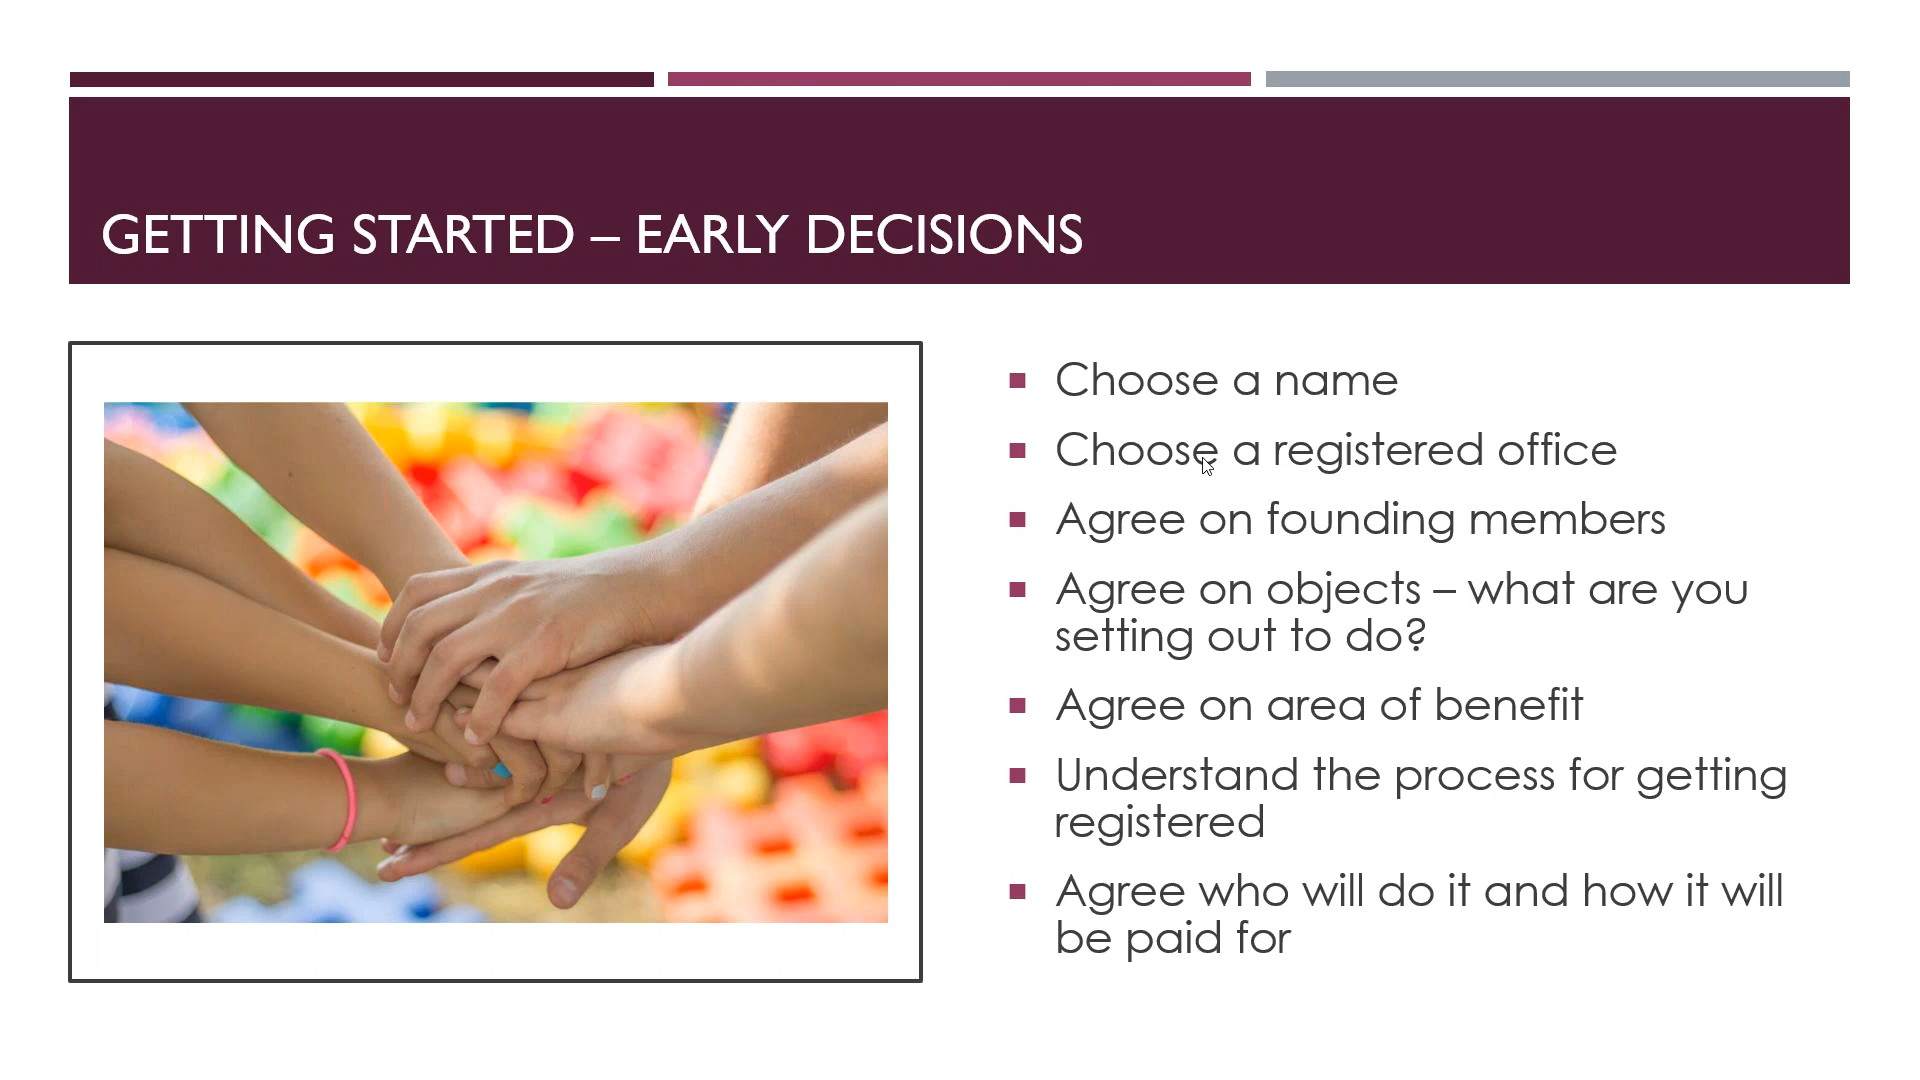 GETTING STARTED – EARLY DECISIONS
Choose a name
Choose a registered office
Agree on founding members
Agree on objects – what are you
setting out to do?
Agree on area of benefit
Understand the process for getting
registered
Agree who will do it and how it will
be paid for